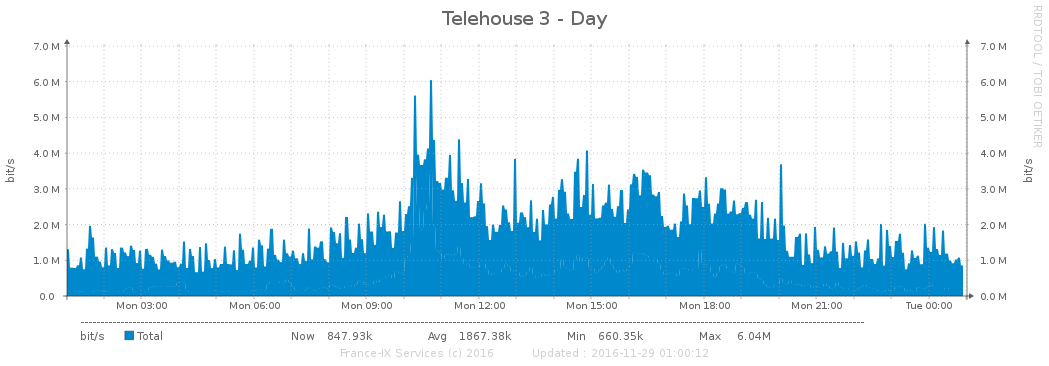 Telehouse 3 - Day
RRDTOOL / TOBI OETIKER
7.0 M 7.0 M
6.0 M 6.0 M
5.0 M 5.0 M
4.0 M 4.0 M
bit/s bit/s
3.0 M 3.0 M
2.0 M 2.0 M
1.0 M 1.0 M
0.0 0.0 M
Mon 03:00 Mon 06:00 Mon 09:00 Mon 12:00 Mon 15:00 Mon 18:00 Mon 21:00 Tue 00:00
bit/s Total Now 847.93k Avg 1867.38k Min 660.35k Max 6.04M
France-IX Services (c) 2016 Updated : 2016-11-29 01:00:12